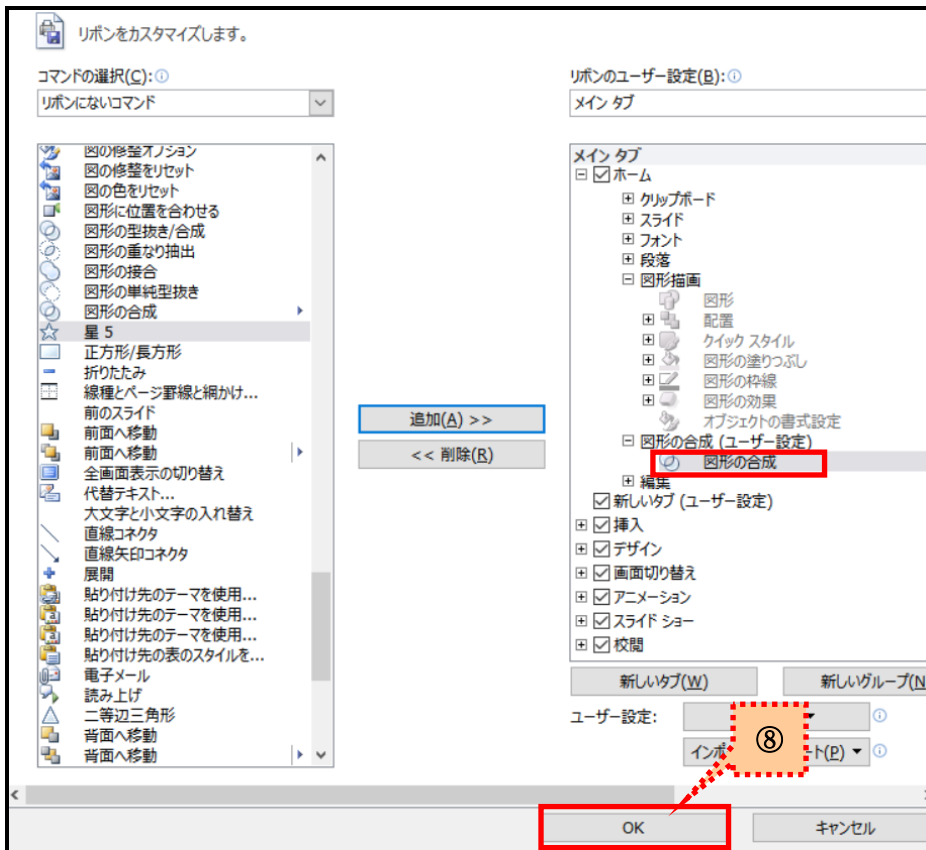 リボンをカスタマイズします。
コマンドの選択(C):
リボンにないコマンド
図の修整オプション
図の修整をリセット
図の色をリセット
図形に位置を合わせる
図形の型抜き/合成
図形の重なり抽出
図形の接合
図形の単純型抜き
図形の合成
星 5
正方形/長方形
折りたたみ
線種とページ罫線と網かけ...
前のスライド
前面へ移動
前面へ移動
全画面表示の切り替え
代替テキスト...
大文字と小文字の入れ替え
直線コネクタ
直線矢印コネクタ
展開
貼り付け先のテーマを使用...
貼り付け先のテーマを使用...
貼り付け先のテーマを使用...
貼り付け先の表のスタイルを...
電子メール
読み上げ
二等辺三角形
背面へ移動
背面へ移動
追加(A) >>
<< 削除(R)
リボンのユーザー設定(B):
メイン タブ
メイン タブ
ホーム
クリップボード
スライド
フォント
段落
図形描画
図形
配置
クイック スタイル
図形の塗りつぶし
図形の枠線
図形の効果
オブジェクトの書式設定
図形の合成 (ユーザー設定)
図形の合成
編集
新しいタブ (ユーザー設定)
挿入
デザイン
画面切り替え
アニメーション
スライド ショー
校閲
新しいタブ(W)
新しいグループ(N
ユーザー設定:
インポ
⑧
ート(P)
OK
キャンセル